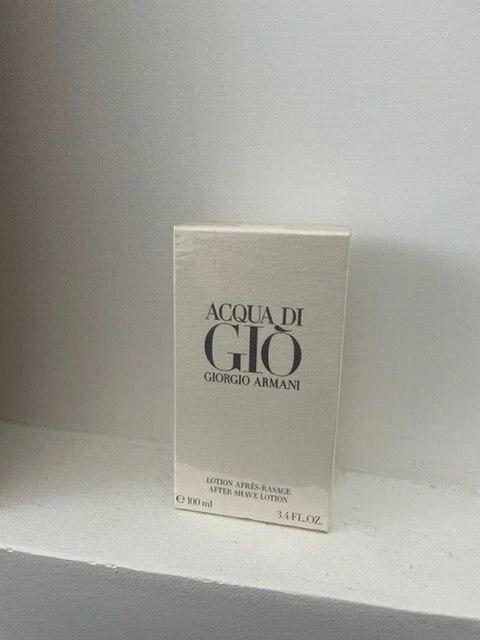 ACQUA DI
GIÒ
GIORGIO ARMANI
LOTION APRÈS-RASAGE
AFTER SHAVE LOTION
℮ 100 ml
3.4 FL.OZ.